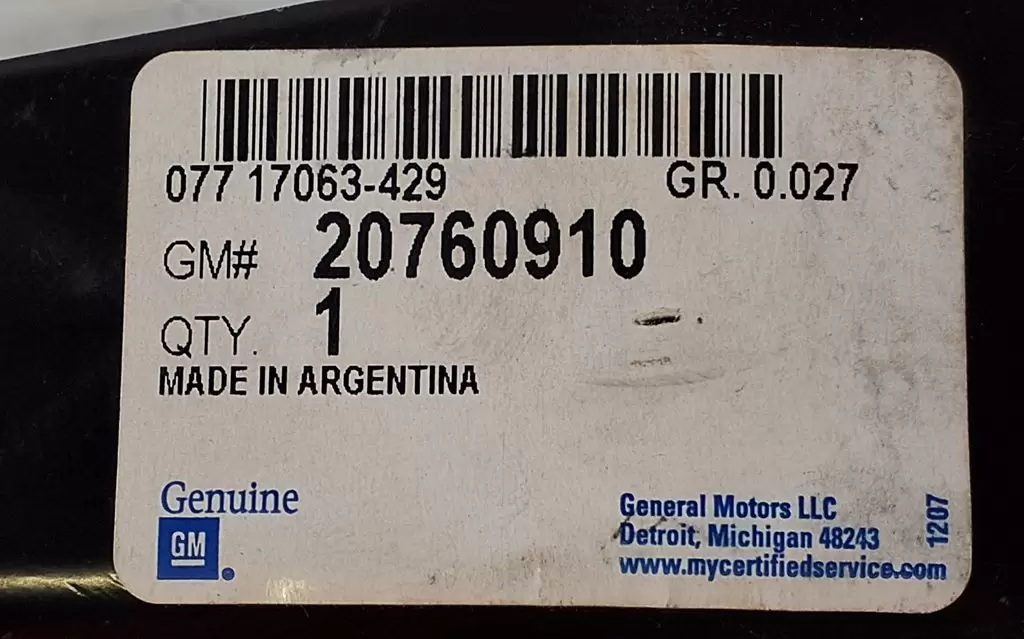 077 17063-429 GR. 0.027
GM# 20760910
QTY. 1
MADE IN ARGENTINA
Genuine
GM
General Motors LLC
Detroit, Michigan 48243
www.mycertifiedservice.com
1207